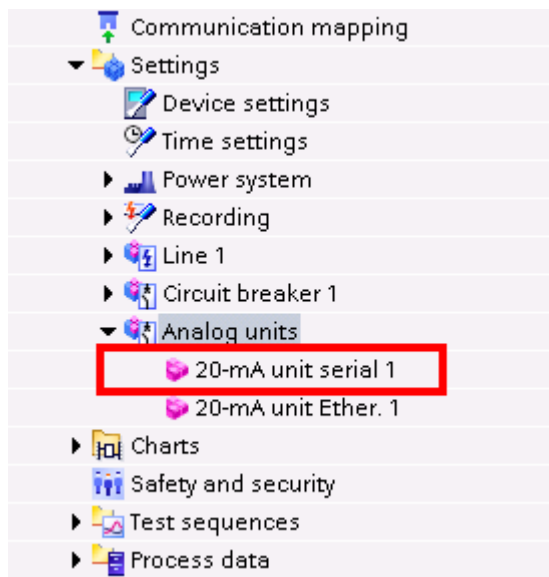 Communication mapping
Settings
Device settings
Time settings
Power system
Recording
Line 1
Circuit breaker 1
Analog units
20-mA unit serial 1
20-mA unit Ether. 1
Charts
Safety and security
Test sequences
Process data